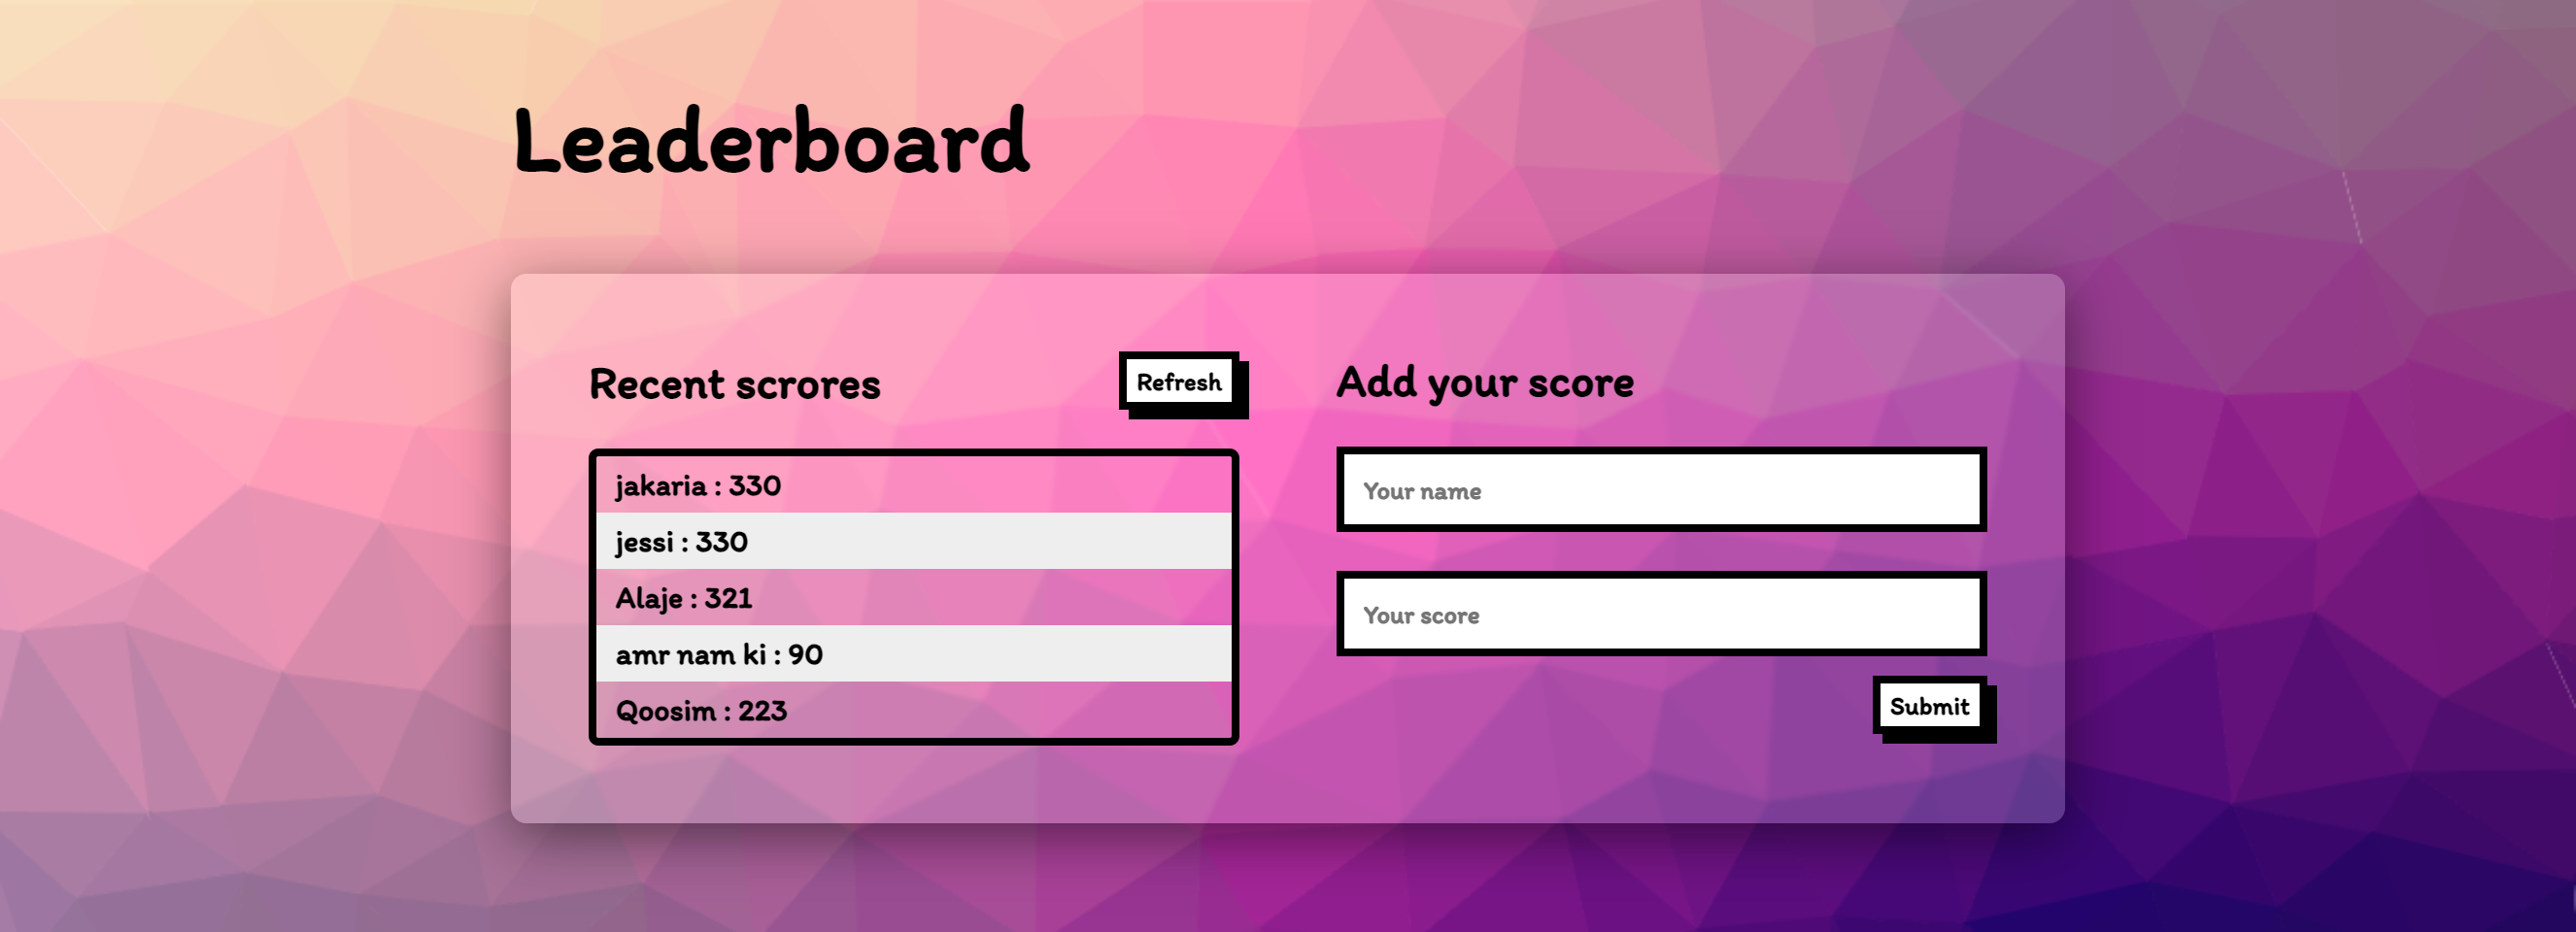 Leaderboard
Recent scrores
Refresh
jakaria : 330
jessi : 330
Alaje : 321
amr nam ki : 90
Qoosim : 223
Add your score
Your name
Your score
Submit